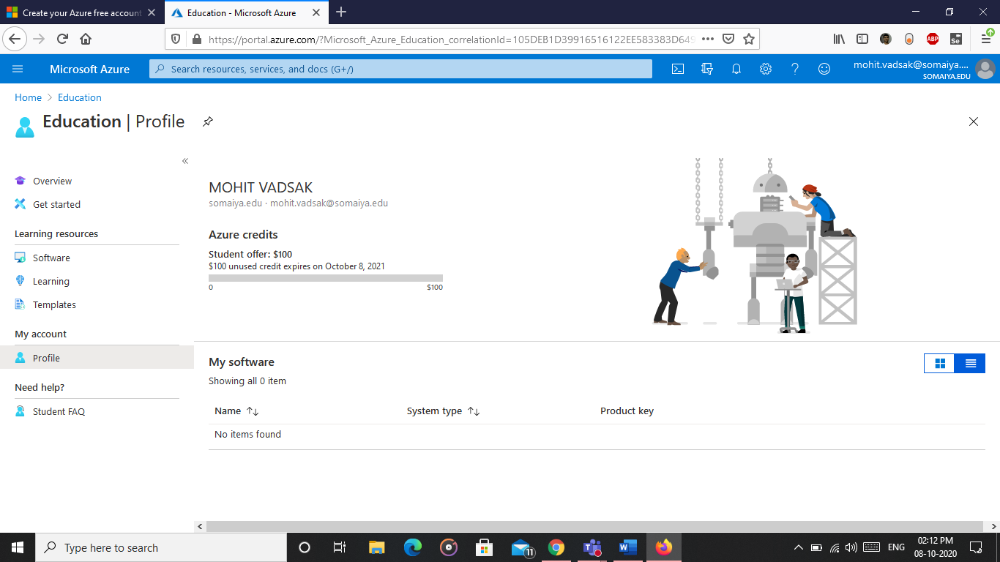 Create your Azure free account
Education - Microsoft Azure
https://portal.azure.com/?Microsoft_Azure_Education_correlationId=105DEB1D39916516122EE583383D649
ABP
Se
Microsoft Azure
Search resources, services, and docs (G+/)
mohit.vadsak@somaiya....
SOMAIYA.EDU
Home > Education
Education | Profile
«
Overview
Get started
Learning resources
Software
Learning
Templates
My account
Profile
Need help?
Student FAQ
MOHIT VADSAK
somaiya.edu · mohit.vadsak@somaiya.edu
Azure credits
Student offer: $100
$100 unused credit expires on October 8, 2021
0 $100
My software
Showing all 0 item
Name System type Product key
No items found
Type here to search
11
ENG
02:12 PM
08-10-2020